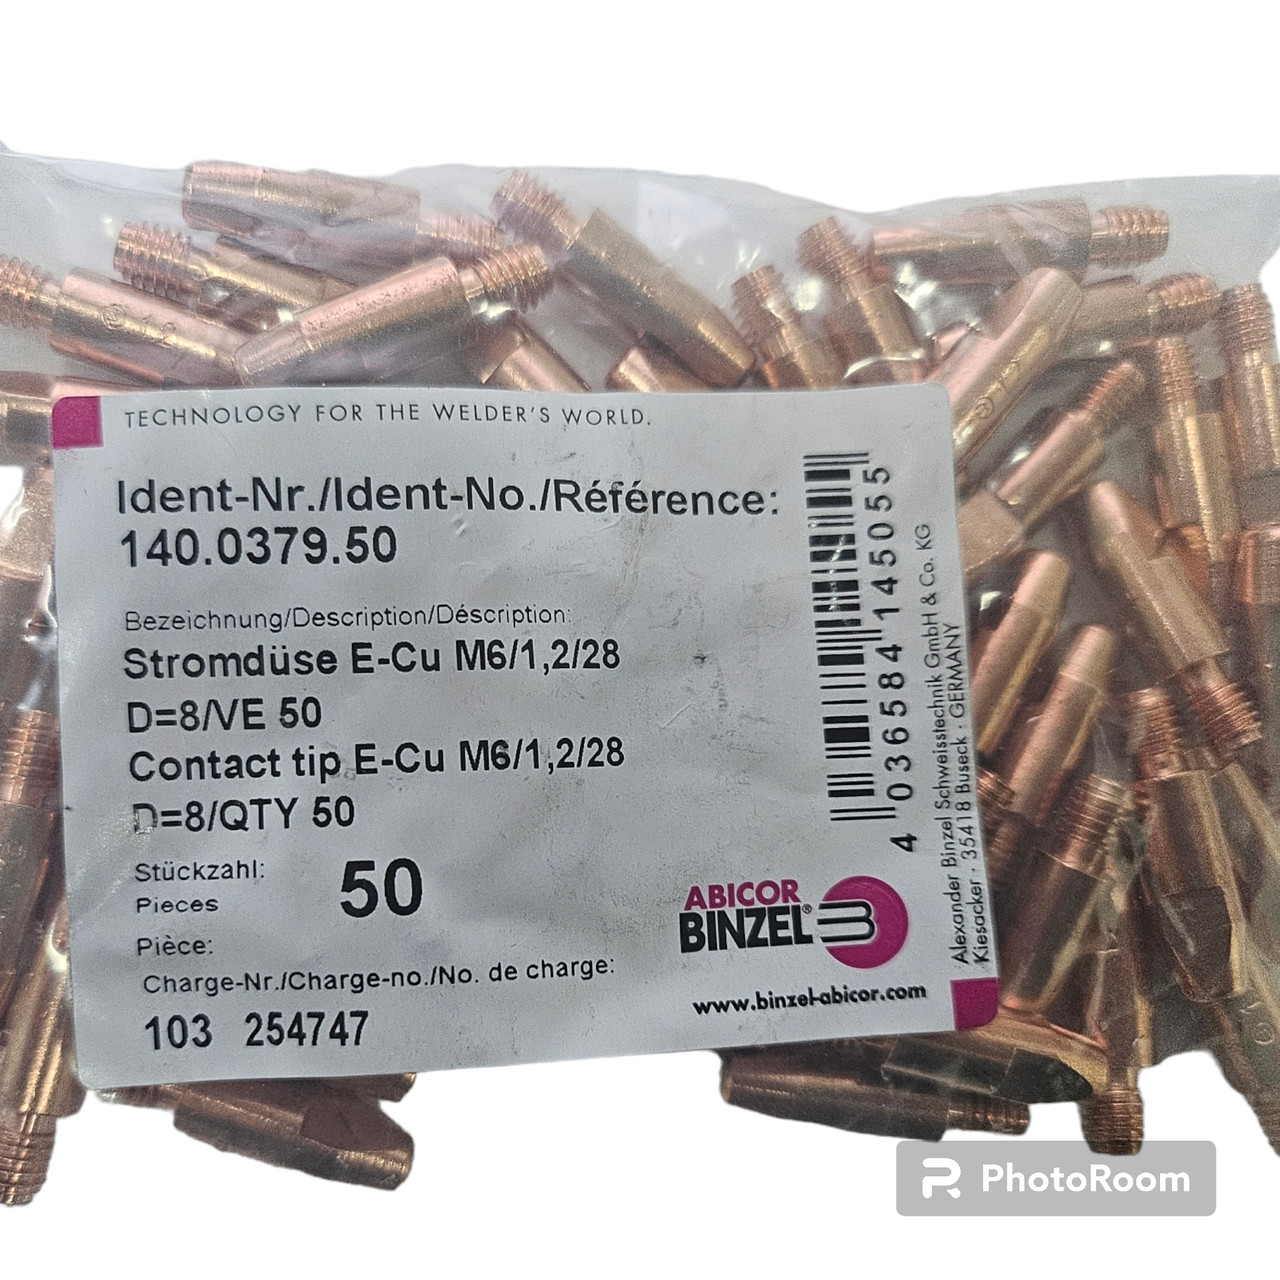 TECHNOLOGY FOR THE WELDER'S WORLD.
Ident-Nr./Ident-No./Référence:
140.0379.50
Bezeichnung/Description/Déscription:
Stromdüse E-Cu M6/1,2/28
D=8/VE 50
Contact tip E-Cu M6/1,2/28
D=8/QTY 50
Stückzahl:
Pieces
50
Pièce:
Charge-Nr./Charge-no./No. de charge:
103 254747
4 036584 145055
Alexander Binzel Schweisstechnik GmbH & Co. KG
Kiesacker · 35418 Buseck · GERMANY
ABICOR
BINZEL®
www.binzel-abicor.com
12
12
PhotoRoom